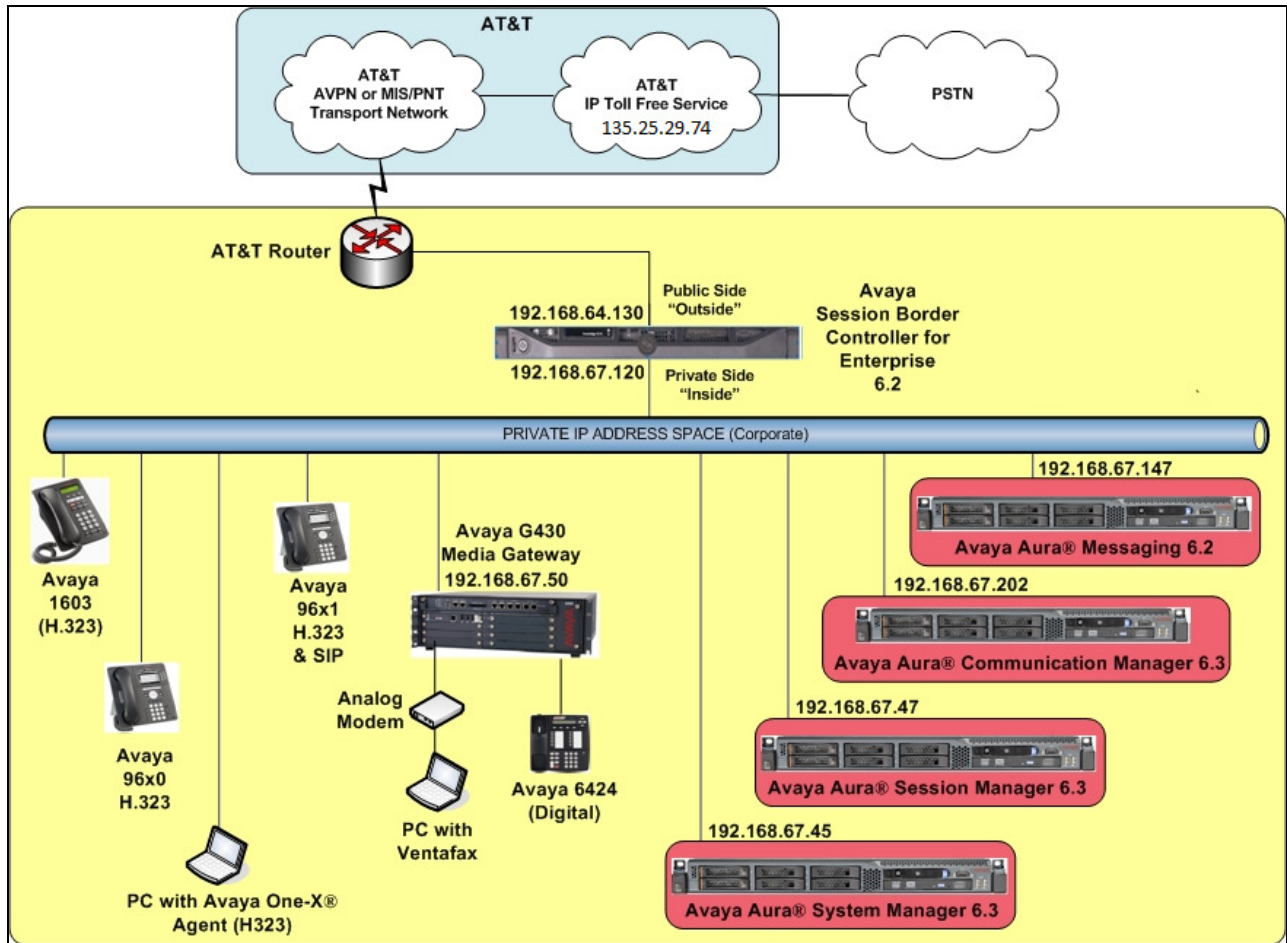 AT&T
AT&T
AVPN or MIS/PNT
Transport Network
AT&T
IP Toll Free Service
135.25.29.74
PSTN
AT&T Router
192.168.64.130
Public Side
“Outside”
Avaya
Session Border
Controller for
Enterprise
6.2
192.168.67.120
Private Side
“Inside”
PRIVATE IP ADDRESS SPACE (Corporate)
Avaya
1603
(H.323)
Avaya
96x0
H.323
PC with Avaya One-X®
Agent (H323)
Avaya
96x1
H.323
& SIP
Avaya G430
Media Gateway
192.168.67.50
AVAYA
Analog
Modem
PC with
Ventafax
Avaya 6424
(Digital)
192.168.67.147
Avaya Aura® Messaging 6.2
192.168.67.202
Avaya Aura® Communication Manager 6.3
192.168.67.47
Avaya Aura® Session Manager 6.3
192.168.67.45
Avaya Aura® System Manager 6.3